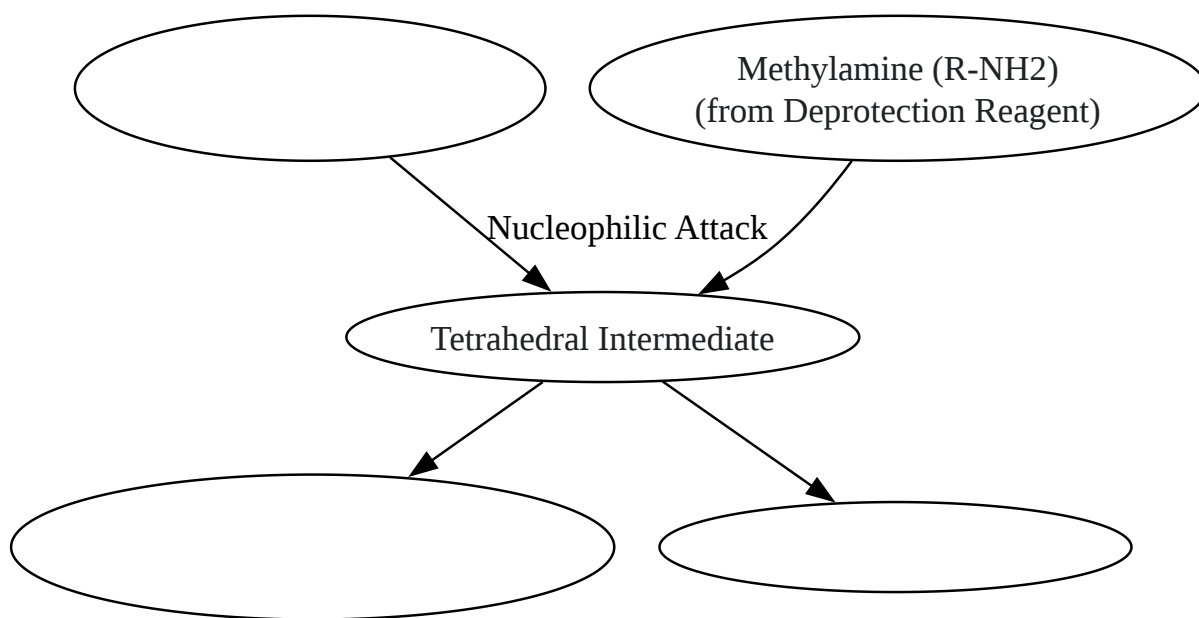 Methylamine (R-NH2)
(from Deprotection Reagent)
Nucleophilic Attack
Tetrahedral Intermediate